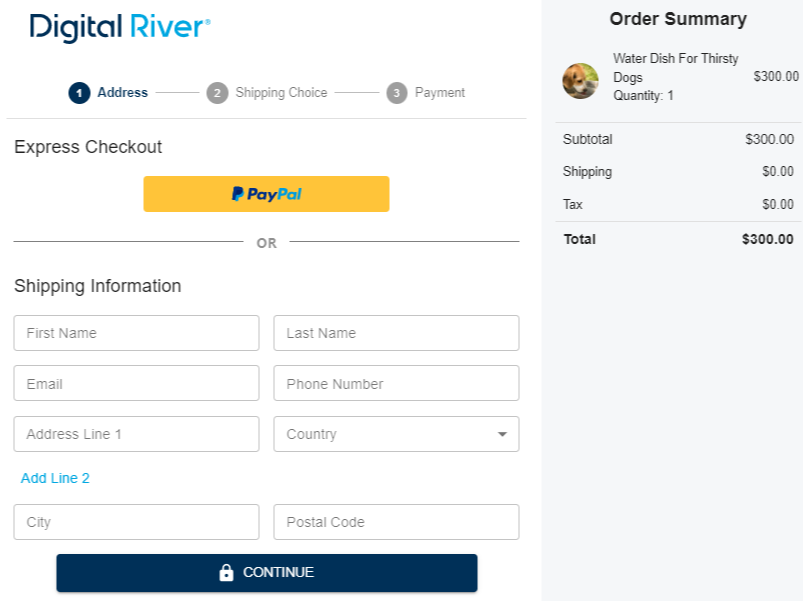 Digital River®
1 Address 2 Shipping Choice 3 Payment
Express Checkout
PayPal
OR
Shipping Information
First Name Last Name
Email Phone Number
Address Line 1 Country
Add Line 2
City Postal Code
CONTINUE
Order Summary
Water Dish For Thirsty
Dogs $300.00
Quantity: 1
Subtotal $300.00
Shipping $0.00
Tax $0.00
Total $300.00